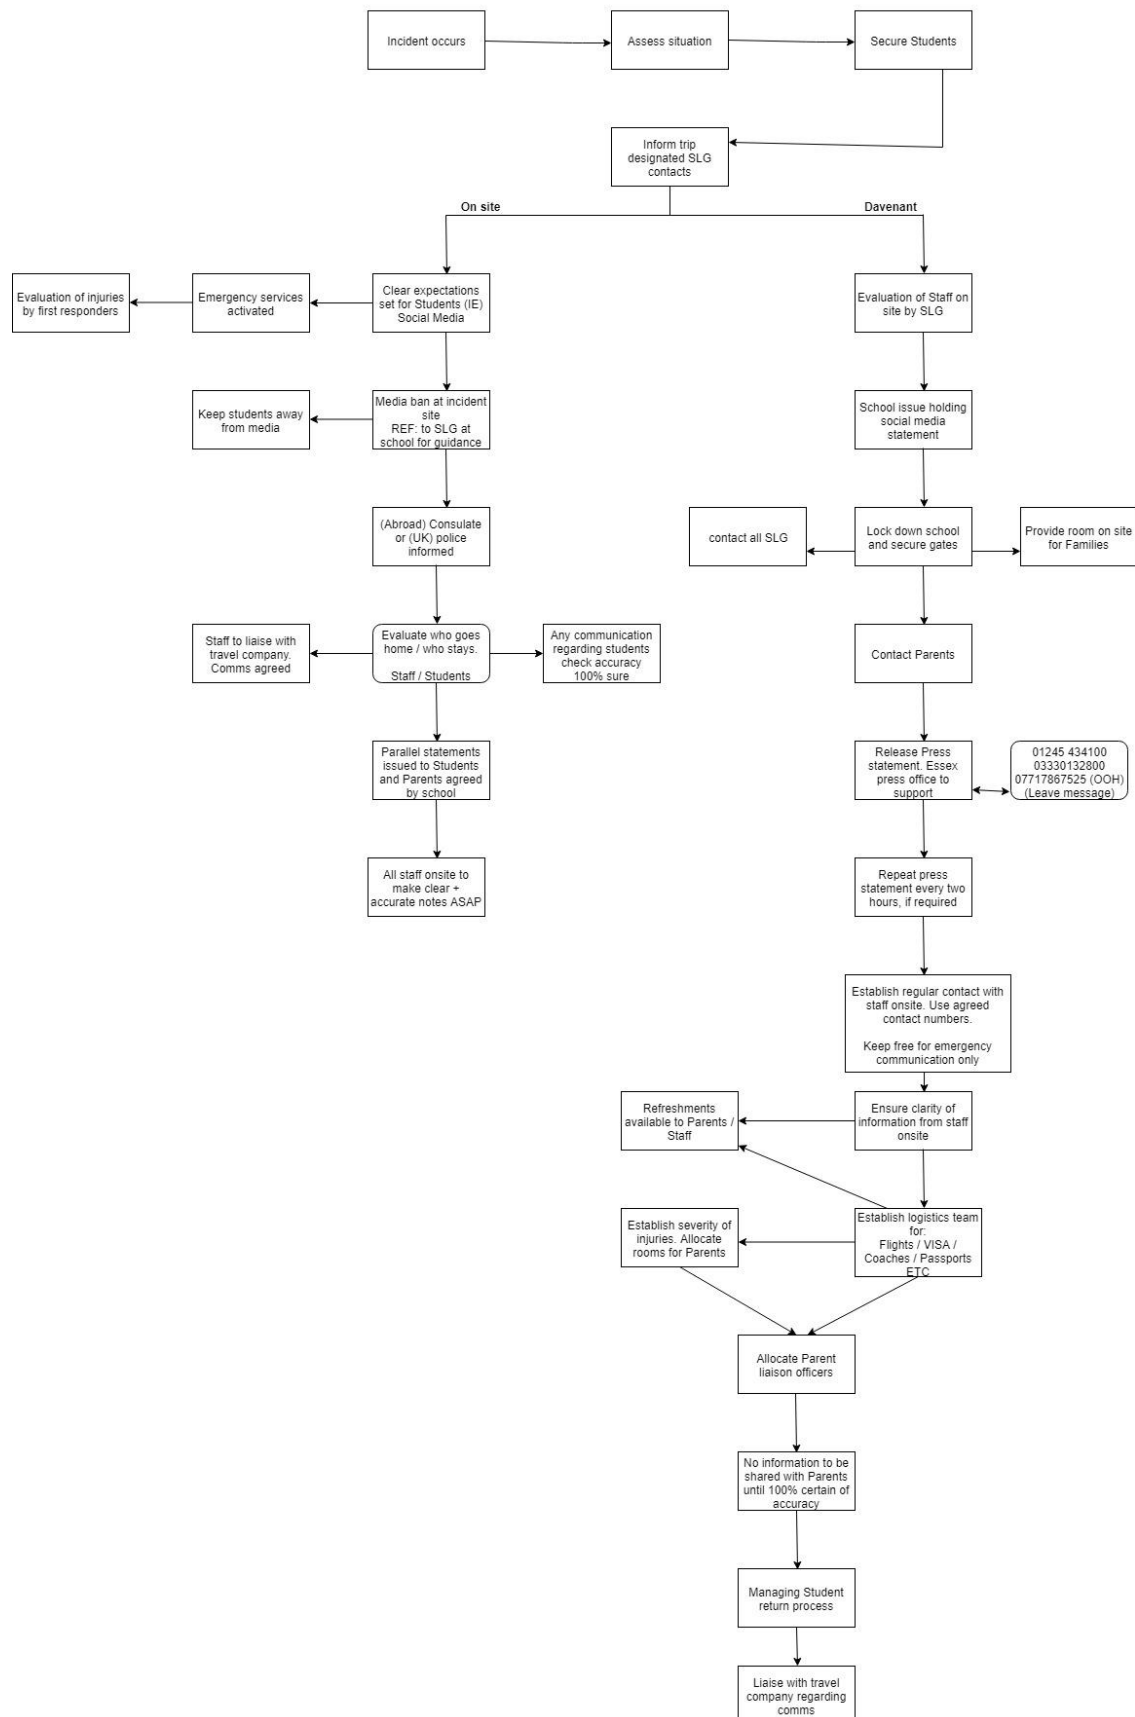 Incident occurs
Assess situation
Secure Students
Inform trip
designated SLG
contacts
On site
Davenant
Evaluation of injuries
by first responders
Emergency services
activated
Clear expectations
set for Students (IE)
Social Media
Evaluation of Staff on
site by SLG
Keep students away
from media
Media ban at incident
site
REF: to SLG at
school for guidance
School issue holding
social media
statement
(Abroad) Consulate
or (UK) police
informed
contact all SLG
Lock down school
and secure gates
Provide room on site
for Families
Staff to liaise with
travel company.
Comms agreed
Evaluate who goes
home / who stays.
Staff / Students
Any communication
regarding students
check accuracy
100% sure
Contact Parents
Parallel statements
issued to Students
and Parents agreed
by school
Release Press
statement. Essex
press office to
support
01245 434100
03330132800
07717867525 (OOH)
(Leave message)
All staff onsite to
make clear +
accurate notes ASAP
Repeat press
statement every two
hours, if required
Establish regular contact with
staff onsite. Use agreed
contact numbers.
Keep free for emergency
communication only
Refreshments
available to Parents /
Staff
Ensure clarity of
information from staff
onsite
Establish severity of
injuries. Allocate
rooms for Parents
Establish logistics team
for:
Flights / VISA /
Coaches / Passports
ETC
Allocate Parent
liaison officers
No information to be
shared with Parents
until 100% certain of
accuracy
Managing Student
return process
Liaise with travel
company regarding
comms